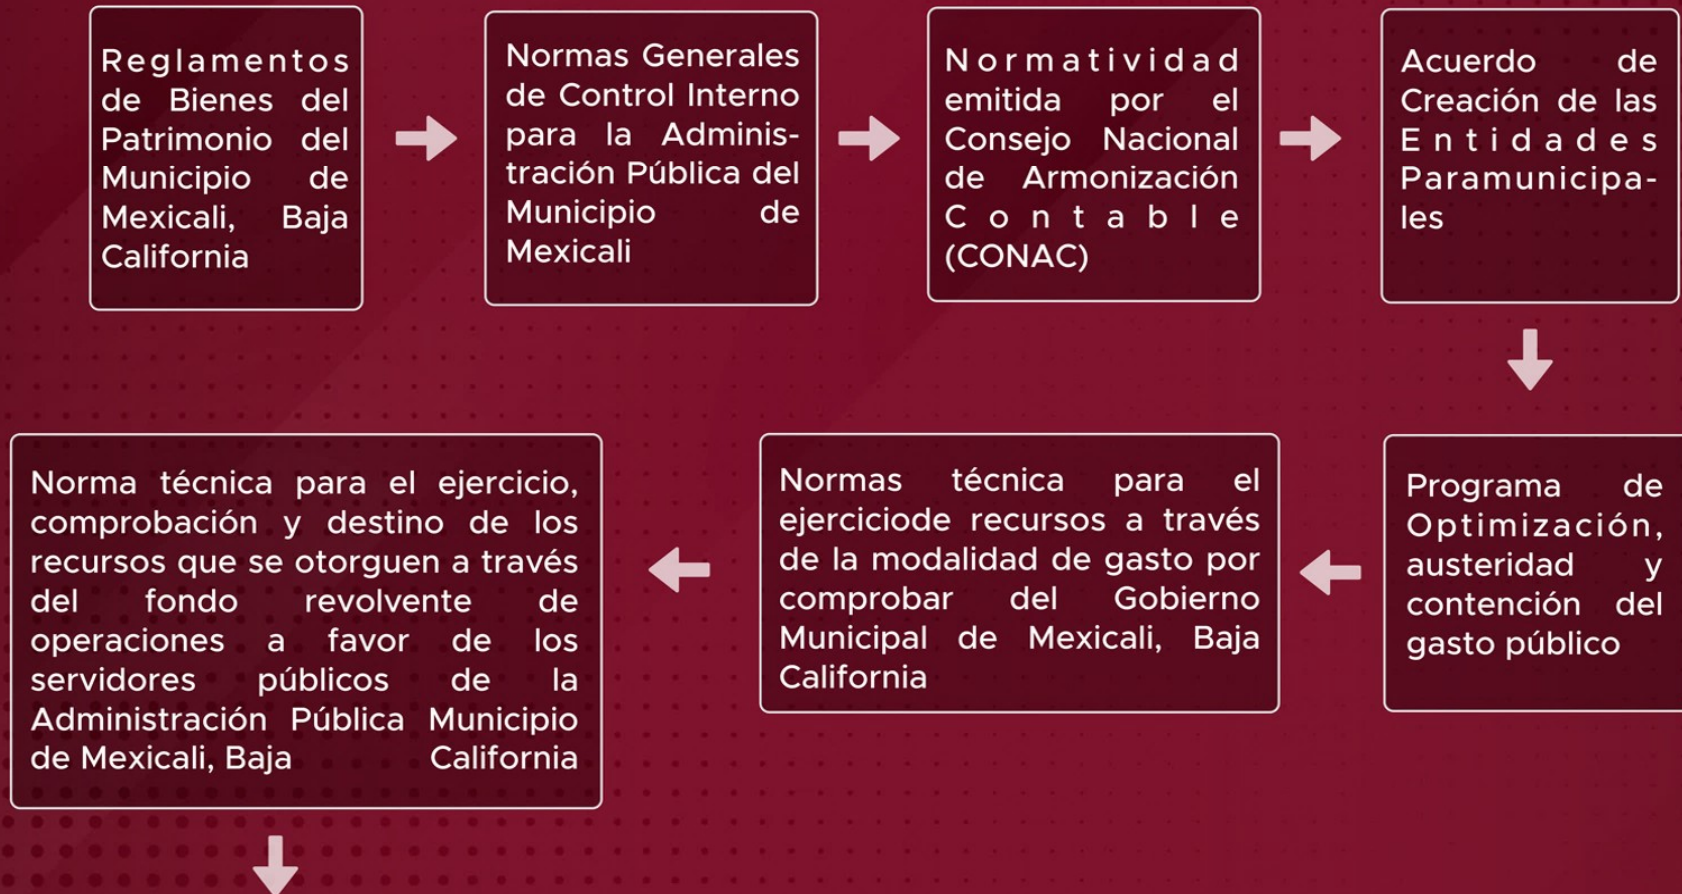 Reglamentos
de Bienes del
Patrimonio del
Municipio de
Mexicali, Baja
California
Normas Generales
de Control Interno
para la Adminis-
tración Pública del
Municipio de
Mexicali
Normatividad
emitida por el
Consejo Nacional
de Armonización
Contable
(CONAC)
Acuerdo de
Creación de las
Entidades
Paramunicipa-
les
Programa de
Optimización,
austeridad y
contención del
gasto público
Normas técnica para el
ejerciciode recursos a través
de la modalidad de gasto por
comprobar del Gobierno
Municipal de Mexicali, Baja
California
Norma técnica para el ejercicio,
comprobación y destino de los
recursos que se otorguen a través
del fondo revolvente de
operaciones a favor de los
servidores públicos de la
Administración Pública Municipio
de Mexicali, Baja California